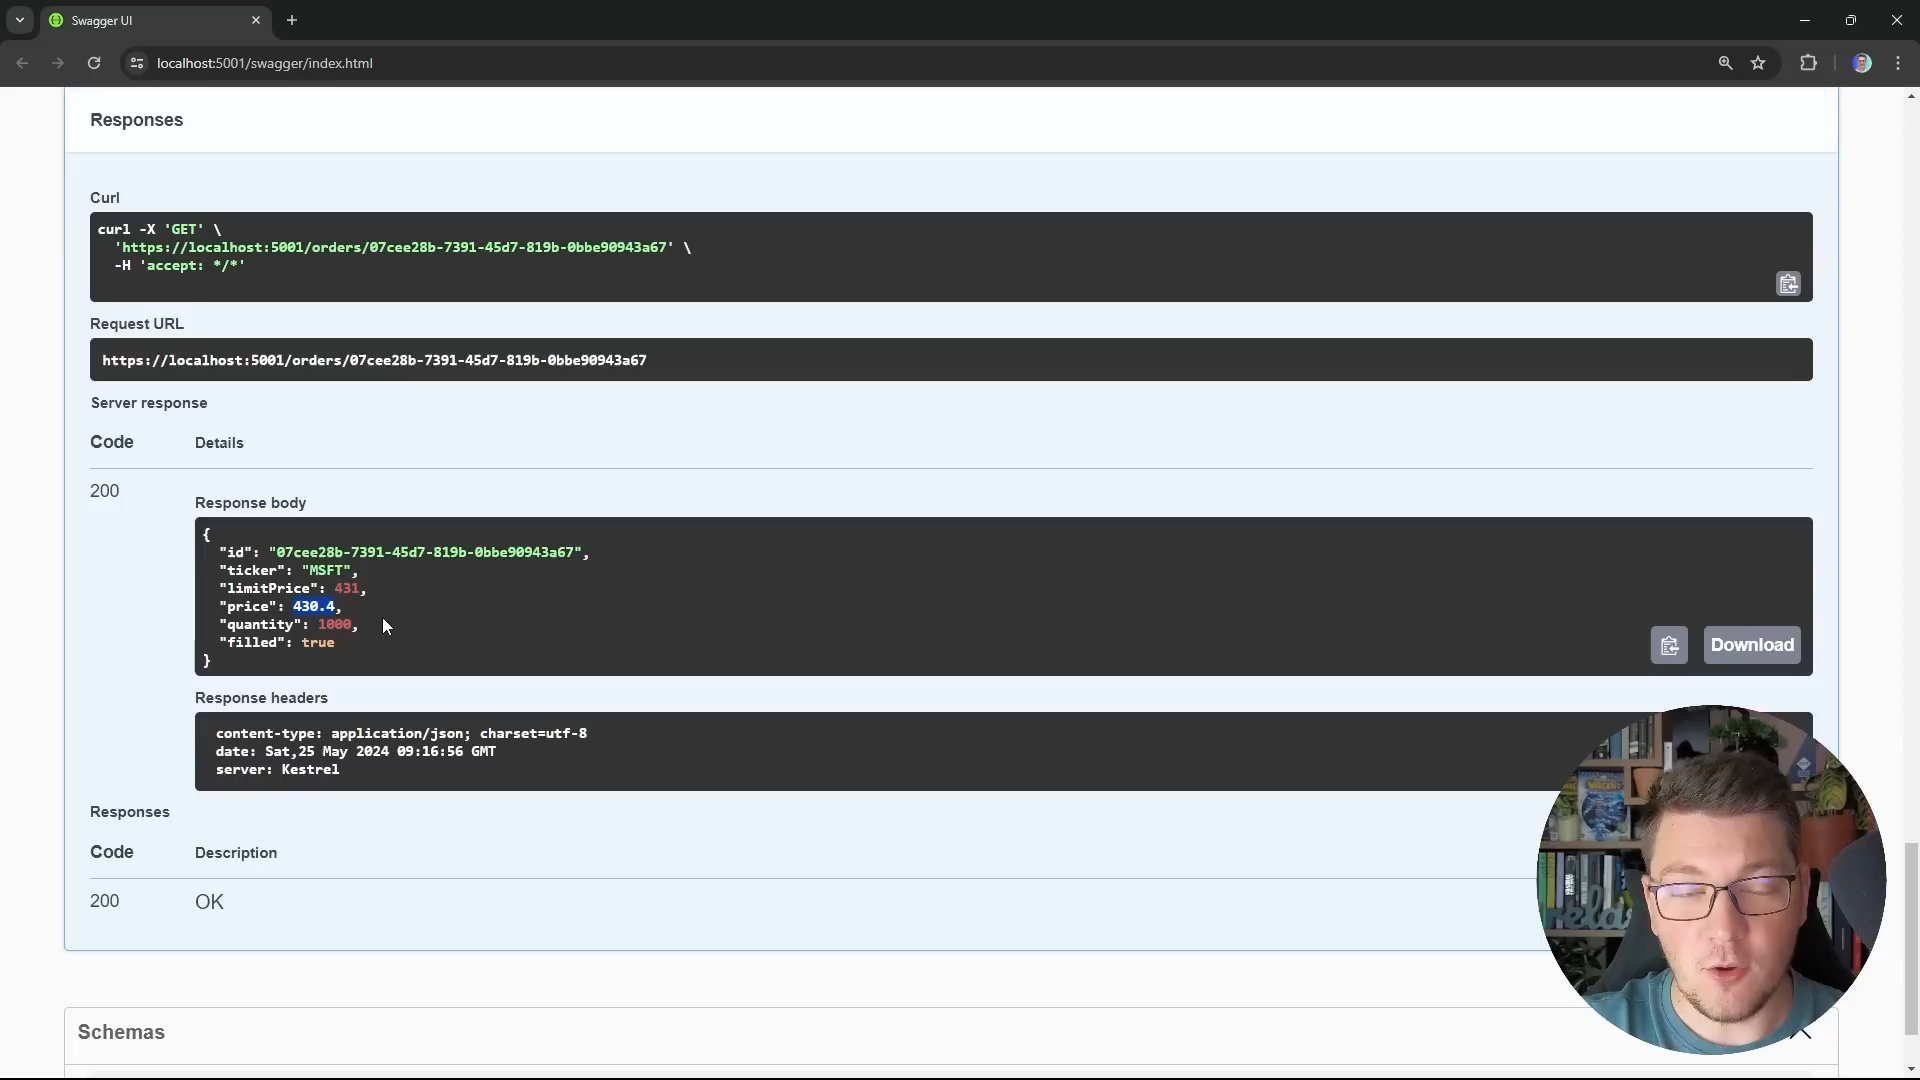 Swagger UI
localhost:5001/swagger/index.html
Responses
Curl
curl -X 'GET' \
'https://localhost:5001/orders/07cee28b-7391-45d7-819b-0bbe90943a67' \
-H 'accept: */*'
Request URL
https://localhost:5001/orders/07cee28b-7391-45d7-819b-0bbe90943a67
Server response
Code Details
200
Response body
{
"id": "07cee28b-7391-45d7-819b-0bbe90943a67",
"ticker": "MSFT",
"limitPrice": 431,
"price": 430.4,
"quantity": 1000,
"filled": true
}
Download
Response headers
content-type: application/json; charset=utf-8
date: Sat,25 May 2024 09:16:56 GMT
server: Kestrel
Responses
Code Description
200 OK
Schemas